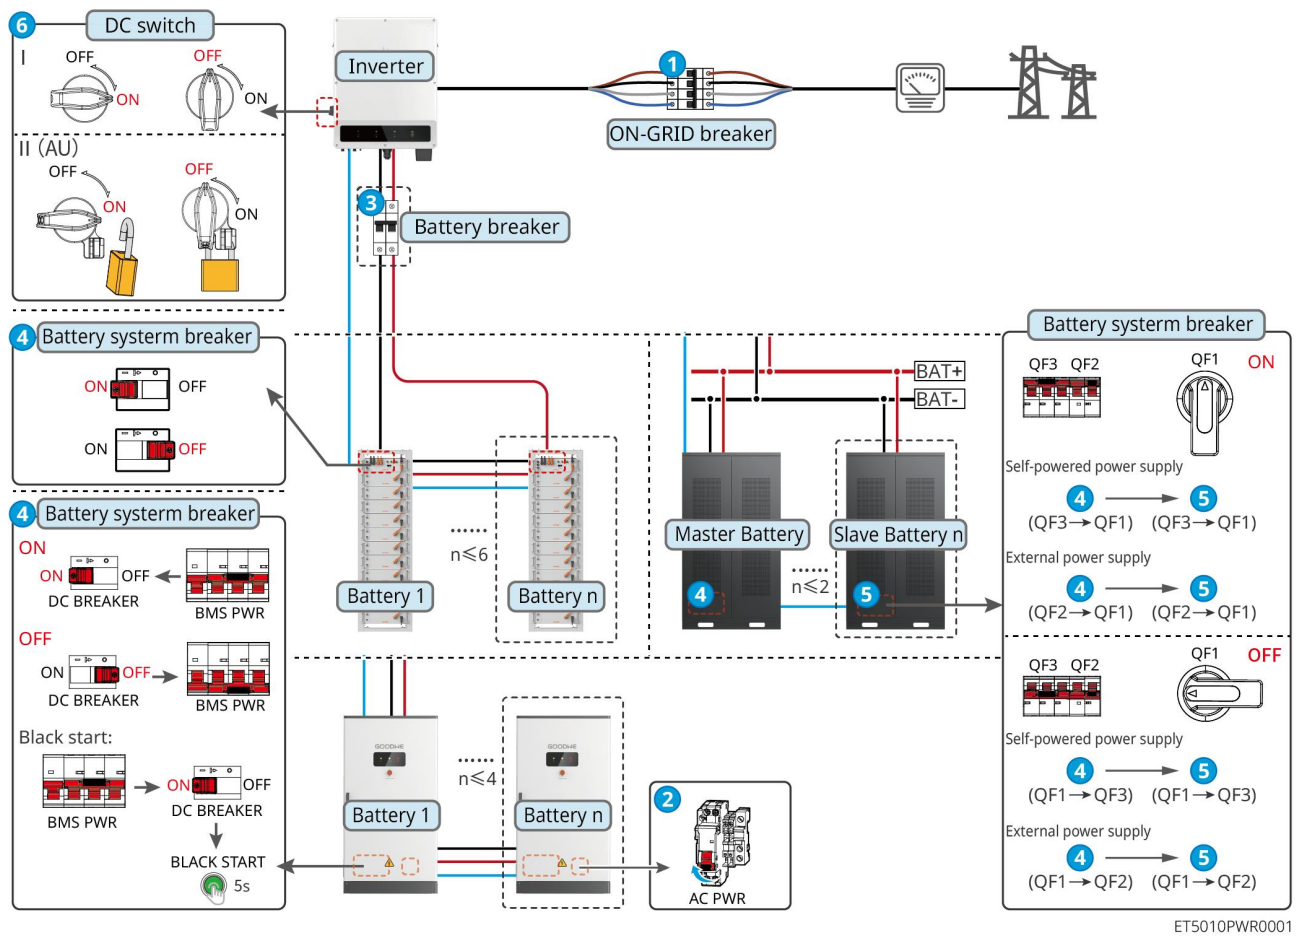 6
DC switch
I
OFF
ON
OFF
ON
II (AU)
OFF
ON
OFF
ON
Inverter
1
ON-GRID breaker
3
Battery breaker
4
Battery systerm breaker
ON
OFF
ON
OFF
4
Battery systerm breaker
ON
ON
OFF
DC BREAKER
BMS PWR
OFF
ON
OFF
DC BREAKER
BMS PWR
Black start:
BMS PWR
ON
OFF
DC BREAKER
BLACK START
5s
n≤6
Battery 1
Battery n
BAT+
BAT-
Master Battery
Slave Battery n
n≤2
4
5
GOODWE
GOODWE
n≤4
Battery 1
Battery n
2
AC PWR
Battery systerm breaker
QF3 QF2
QF1
ON
Self-powered power supply
4 → 5
(QF3→QF1) (QF3→QF1)
External power supply
4 → 5
(QF2→QF1) (QF2→QF1)
QF3 QF2
QF1
OFF
Self-powered power supply
4 → 5
(QF1→QF3) (QF1→QF3)
External power supply
4 → 5
(QF1→QF2) (QF1→QF2)
ET5010PWR0001